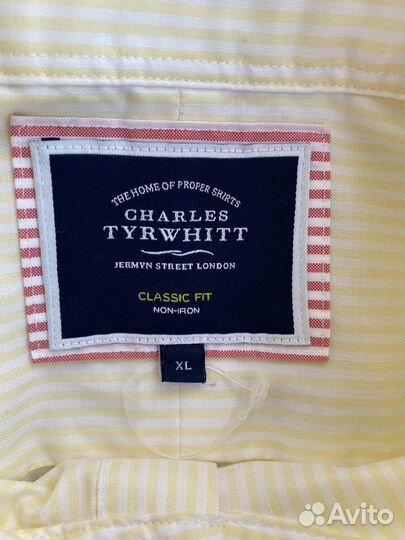 THE HOME OF PROPER SHIRTS
CHARLES
TYRWHITT
JERMYN STREET LONDON
CLASSIC FIT
NON-IRON
XL
Avito